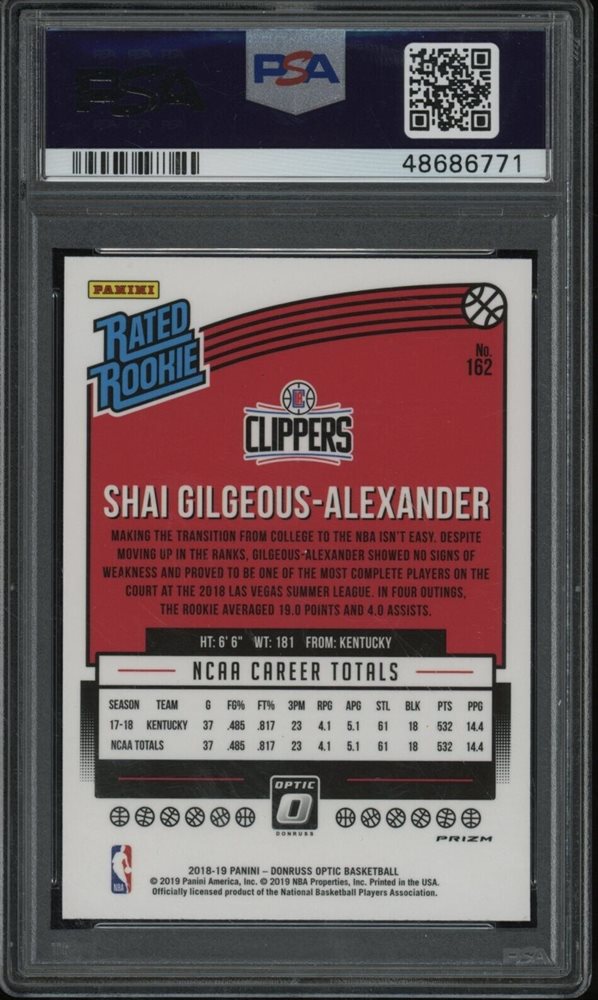 PSA
PSA
48686771
PANINI
RATED
ROOKIE
No.
162
CLIPPERS
SHAI GILGEOUS-ALEXANDER
MAKING THE TRANSITION FROM COLLEGE TO THE NBA ISN'T EASY. DESPITE
MOVING UP IN THE RANKS, GILGEOUS-ALEXANDER SHOWED NO SIGNS OF
WEAKNESS AND PROVED TO BE ONE OF THE MOST COMPLETE PLAYERS ON THE
COURT AT THE 2018 LAS VEGAS SUMMER LEAGUE. IN FOUR OUTINGS,
THE ROOKIE AVERAGED 19.0 POINTS AND 4.0 ASSISTS.
HT: 6' 6" WT: 181 FROM: KENTUCKY
NCAA CAREER TOTALS
SEASON TEAM G FG% FT% 3PM RPG APG STL BLK PTS PPG
17-18 KENTUCKY 37 .485 .817 23 4.1 5.1 61 18 532 14.4
NCAA TOTALS 37 .485 .817 23 4.1 5.1 61 18 532 14.4
OPTIC
DONRUSS
PRIZM
NBA
2018-19 PANINI – DONRUSS OPTIC BASKETBALL
© 2019 Panini America, Inc. © 2019 NBA Properties, Inc. Printed in the USA.
Officially licensed product of the National Basketball Players Association.
PSA